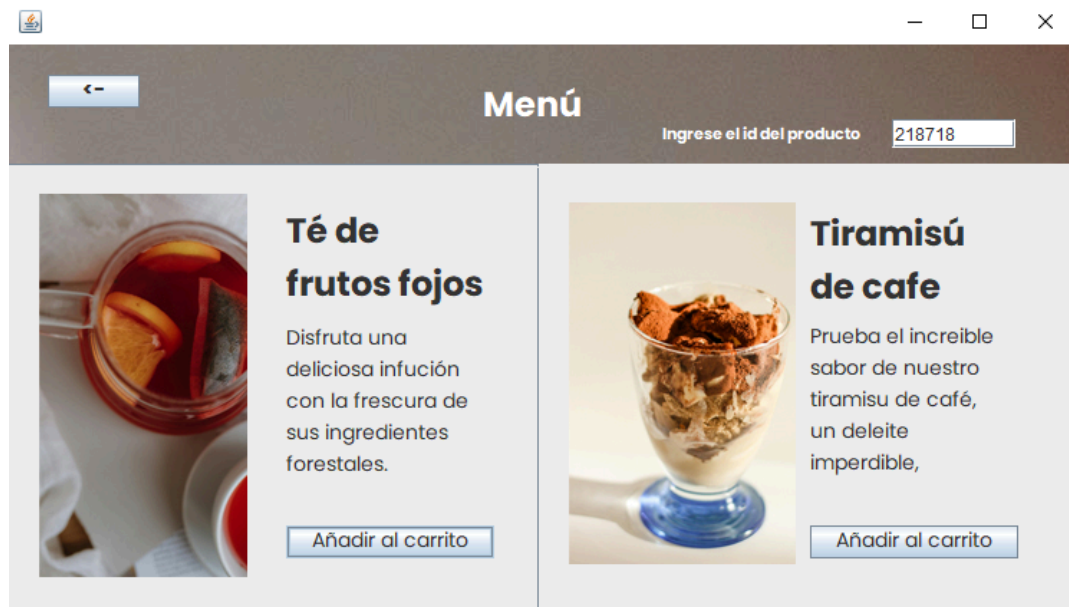 <-
Menú
Ingrese el id del producto
218718
Té de
frutos fojos
Disfruta una
deliciosa infución
con la frescura de
sus ingredientes
forestales.
Añadir al carrito
Tiramisú
de cafe
Prueba el increible
sabor de nuestro
tiramisu de café,
un deleite
imperdible,
Añadir al carrito